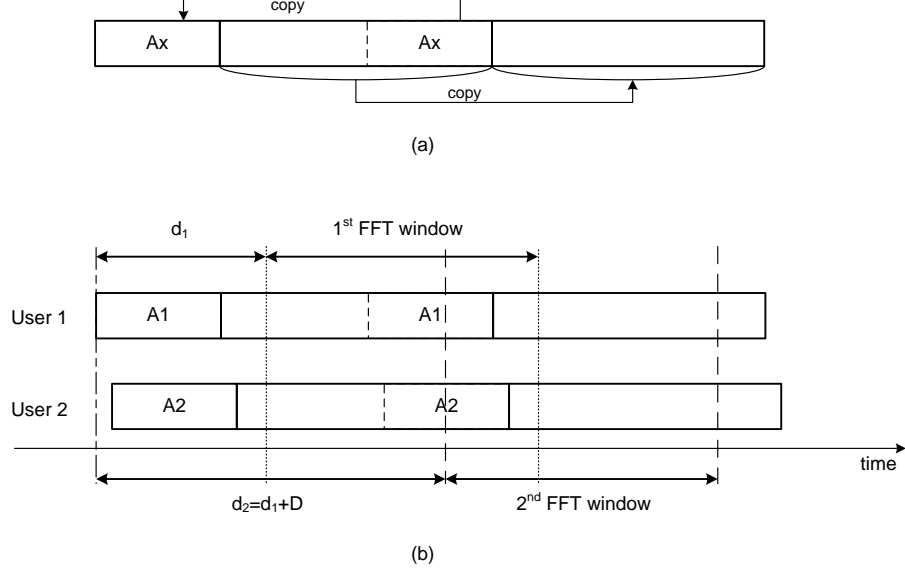 copy
Ax Ax
copy
(a)
d₁ 1ˢᵗ FFT window
User 1 A1 A1
User 2 A2 A2
time
d₂=d₁+D 2ⁿᵈ FFT window
(b)